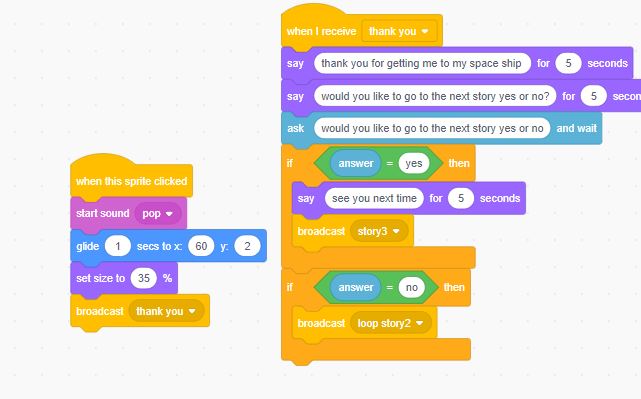 when I receive thank you
say thank you for getting me to my space ship for 5 seconds
say would you like to go to the next story yes or no? for 5 secon
ask would you like to go to the next story yes or no and wait
if answer = yes then
say see you next time for 5 seconds
broadcast story3
if answer = no then
broadcast loop story2
when this sprite clicked
start sound pop
glide 1 secs to x: 60 y: 2
set size to 35 %
broadcast thank you